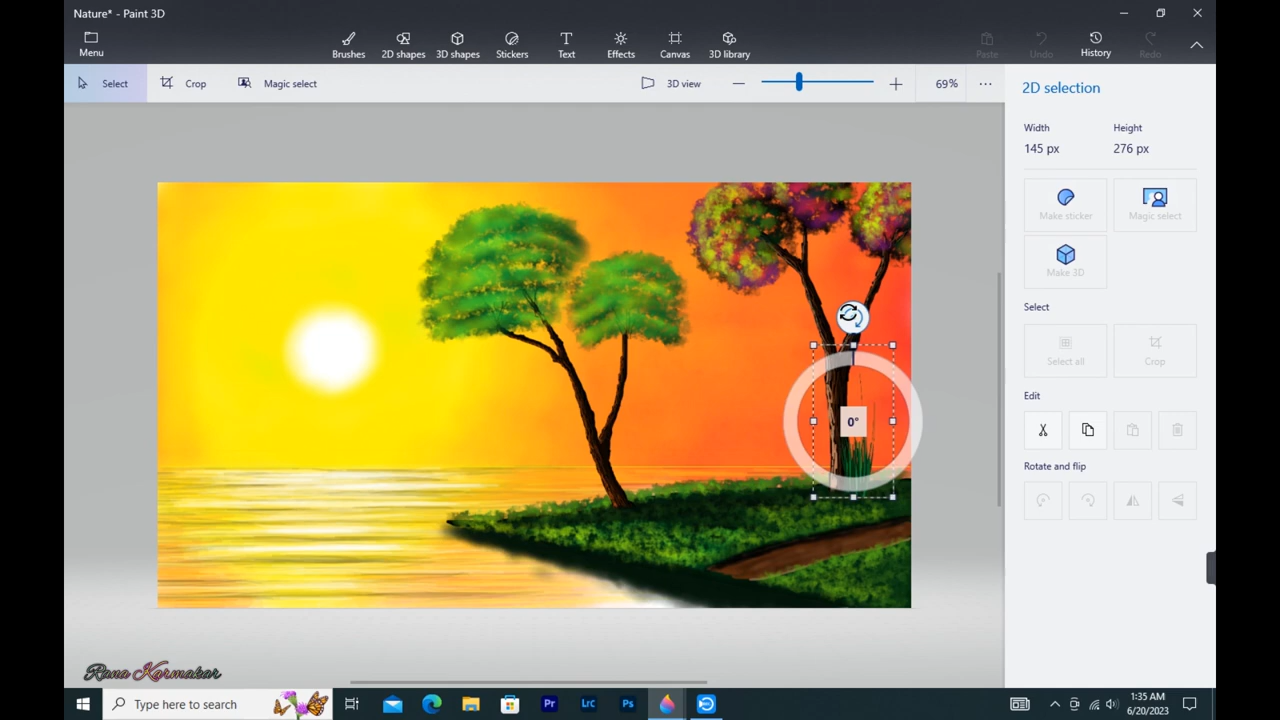 Nature* - Paint 3D
Menu
Brushes
2D shapes
3D shapes
Stickers
Text
Effects
Canvas
3D library
Paste
Undo
History
Redo
Select
Crop
Magic select
3D view
69%
2D selection
Width
Height
145 px
276 px
Make sticker
Magic select
Make 3D
Select
Select all
Crop
Edit
Rotate and flip
0°
Rana Karmakar
Type here to search
Pr
Lrc
Ps
1:35 AM
6/20/2023